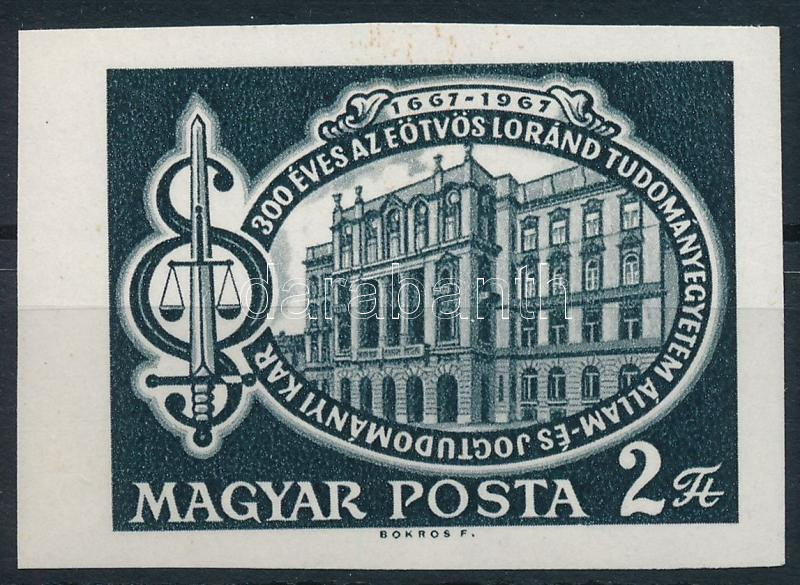 1667-1967
300 ÉVES AZ EÖTVÖS LORÁND TUDOMÁNYEGYETEM ÁLLAM-ÉS JOGTUDOMÁNYI KAR
darabanth
MAGYAR POSTA 2 Ft
BOKROS F.